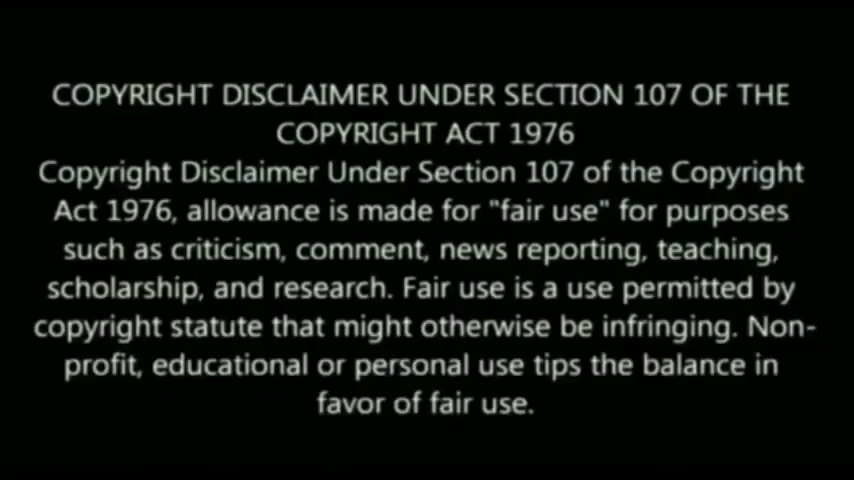 COPYRIGHT DISCLAIMER UNDER SECTION 107 OF THE
COPYRIGHT ACT 1976
Copyright Disclaimer Under Section 107 of the Copyright
Act 1976, allowance is made for "fair use" for purposes
such as criticism, comment, news reporting, teaching,
scholarship, and research. Fair use is a use permitted by
copyright statute that might otherwise be infringing. Non-
profit, educational or personal use tips the balance in
favor of fair use.